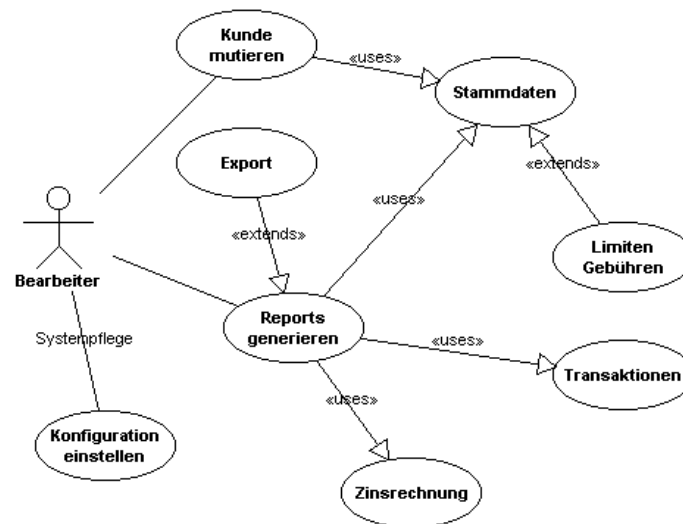 Kunde
mutieren
«uses»
Stammdaten
Export
«extends»
«uses»
«extends»
Limiten
Gebühren
Bearbeiter
Reports
generieren
Systempflege
«uses»
Transaktionen
«uses»
Konfiguration
einstellen
Zinsrechnung